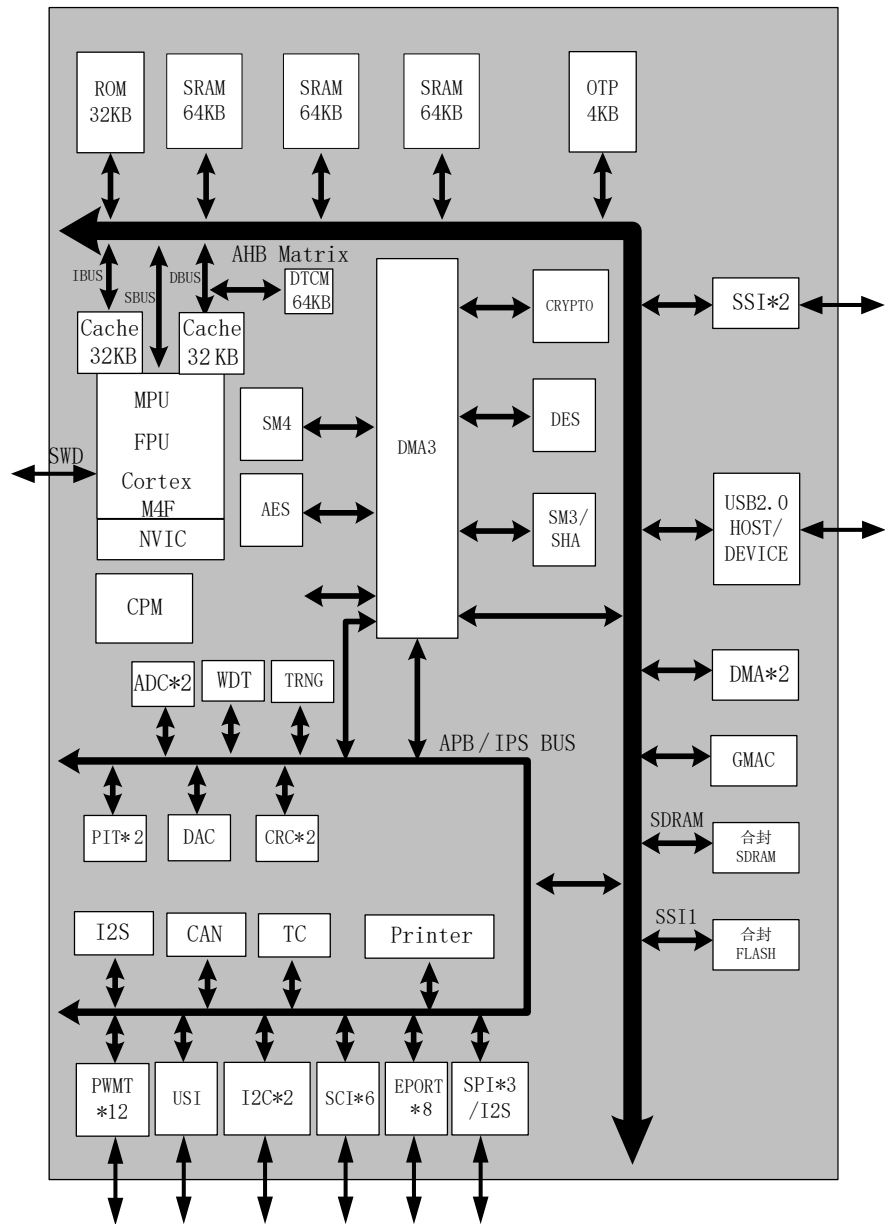 ROM
32KB
SRAM
64KB
SRAM
64KB
SRAM
64KB
OTP
4KB
AHB Matrix
IBUS
SBUS
DBUS
DTCM
64KB
Cache
32KB
Cache
32KB
MPU
FPU
Cortex
M4F
NVIC
SWD
CPM
SM4
AES
DMA3
CRYPTO
DES
SM3/
SHA
SSI*2
USB2.0
HOST/
DEVICE
DMA*2
GMAC
SDRAM
合封
SDRAM
SSI1
合封
FLASH
ADC*2
WDT
TRNG
APB/IPS BUS
PIT*2
DAC
CRC*2
I2S
CAN
TC
Printer
PWMT
*12
USI
I2C*2
SCI*6
EPORT
*8
SPI*3
/I2S